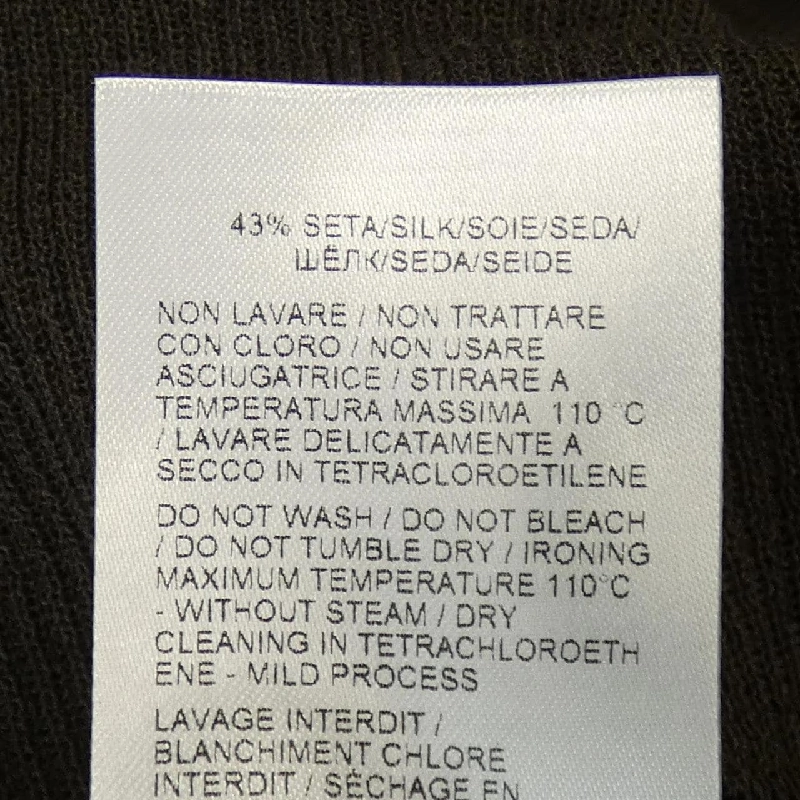 43% SETA/SILK/SOIE/SEDA/
ШЁЛК/SEDA/SEIDE
NON LAVARE / NON TRATTARE
CON CLORO / NON USARE
ASCIUGATRICE / STIRARE A
TEMPERATURA MASSIMA 110 °C
/ LAVARE DELICATAMENTE A
SECCO IN TETRACLOROETILENE
DO NOT WASH / DO NOT BLEACH
/ DO NOT TUMBLE DRY / IRONING
MAXIMUM TEMPERATURE 110°C
- WITHOUT STEAM / DRY
CLEANING IN TETRACHLOROETH
ENE - MILD PROCESS
LAVAGE INTERDIT /
BLANCHIMENT CHLORE
INTERDIT / SÉCHAGE EN